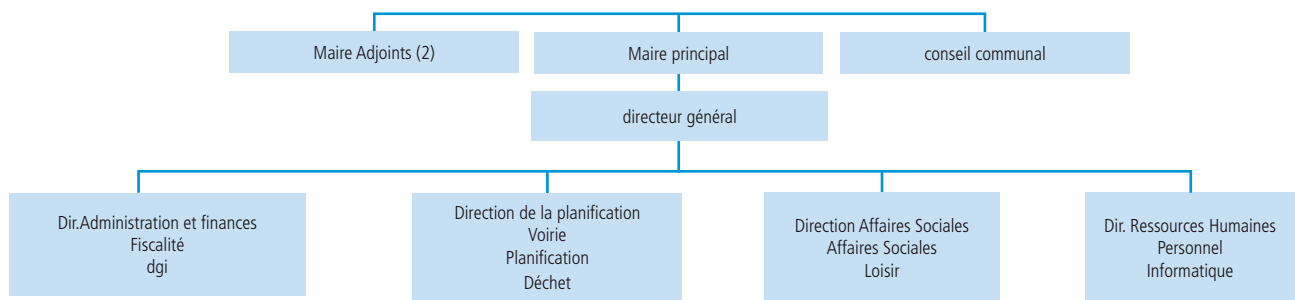 Maire Adjoints (2)
Maire principal
conseil communal
directeur général
Dir.Administration et finances
Fiscalité
dgi
Direction de la planification
Voirie
Planification
Déchet
Direction Affaires Sociales
Affaires Sociales
Loisir
Dir. Ressources Humaines
Personnel
Informatique